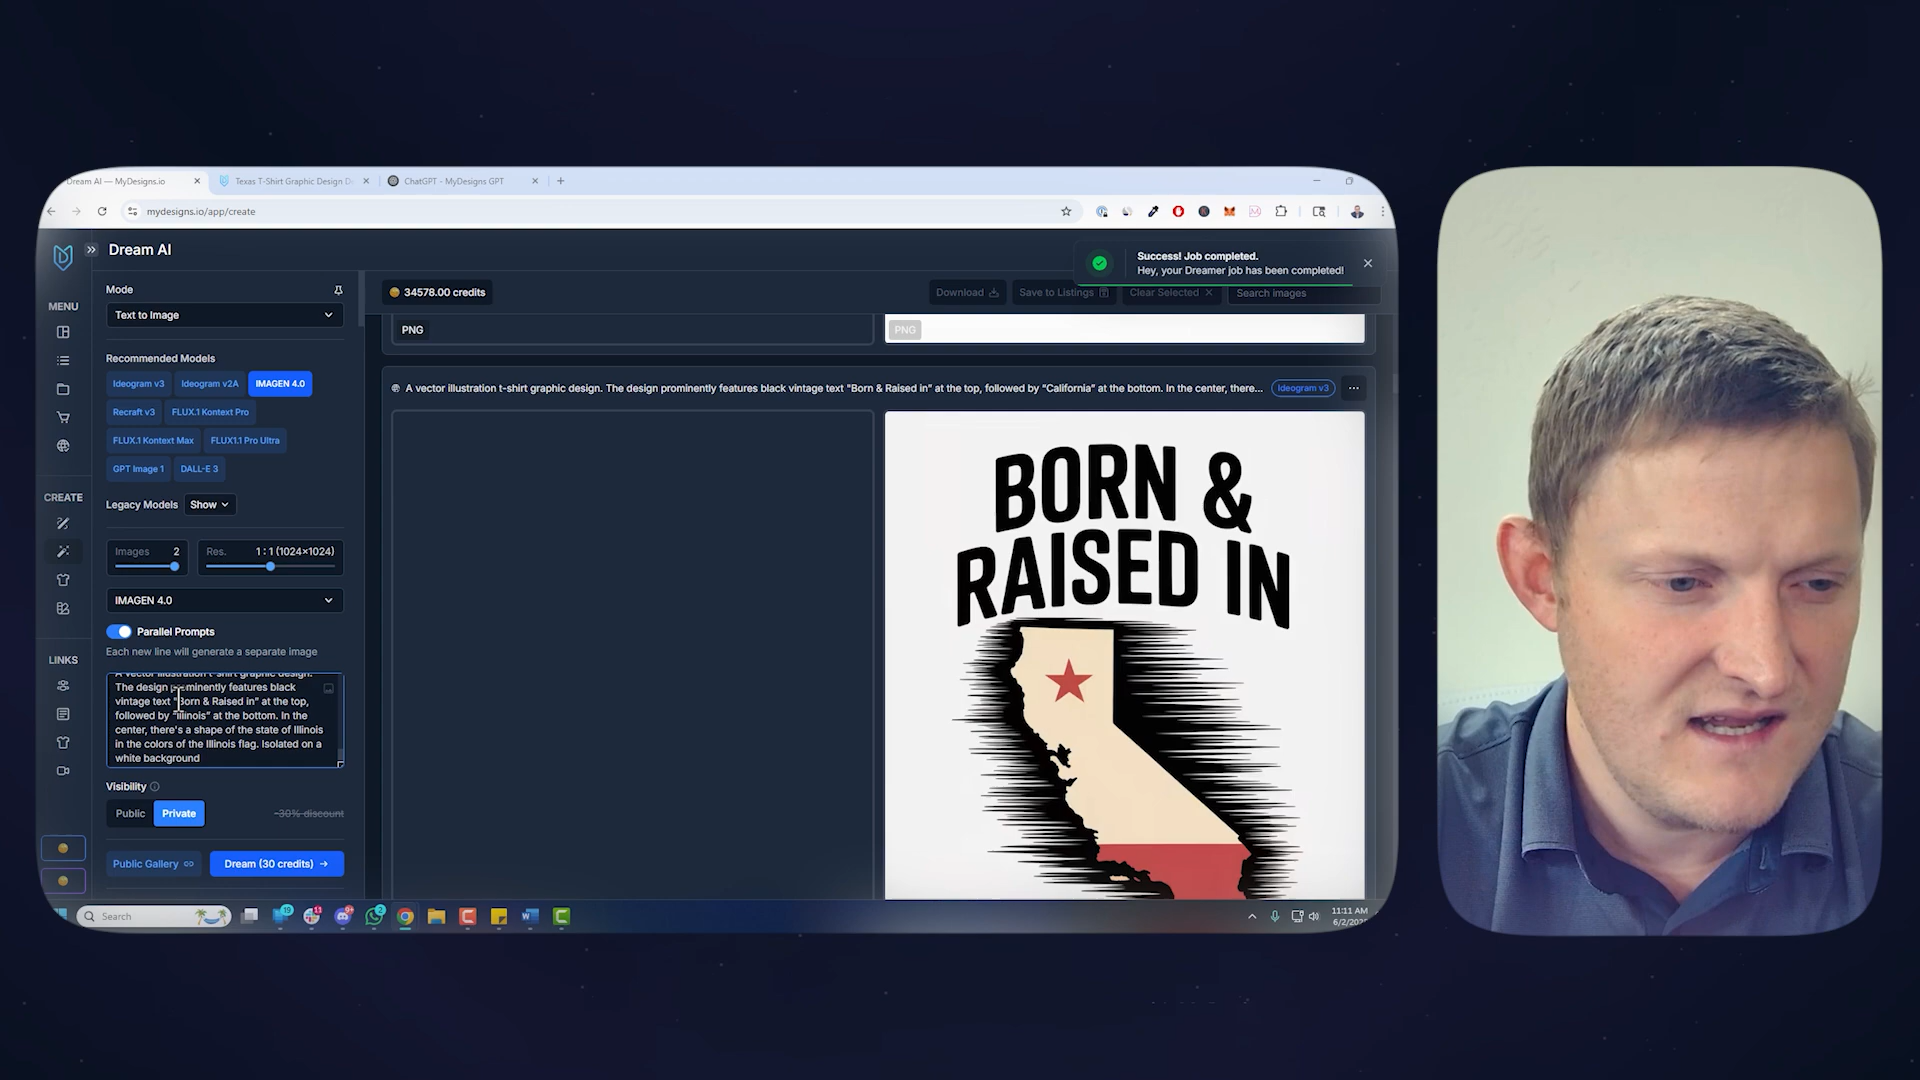 Dream AI — MyDesigns.io
Texas T-Shirt Graphic Design D
ChatGPT - MyDesigns GPT
mydesigns.io/app/create
Dream AI
Success! Job completed.
Hey, your Dreamer job has been completed!
MENU
CREATE
LINKS
Mode
Text to Image
Recommended Models
Ideogram v3
Ideogram v2A
IMAGEN 4.0
Recraft v3
FLUX.1 Kontext Pro
FLUX.1 Kontext Max
FLUX1.1 Pro Ultra
GPT Image 1
DALL-E 3
Legacy Models
Show
Images 2
Res. 1 : 1 (1024×1024)
IMAGEN 4.0
Parallel Prompts
Each new line will generate a separate image
A vector illustration t-shirt graphic design.
The design prominently features black
vintage text “Born & Raised in” at the top,
followed by “Illinois” at the bottom. In the
center, there's a shape of the state of Illinois
in the colors of the Illinois flag. Isolated on a
white background
Visibility
Public
Private
-30% discount
Public Gallery
Dream (30 credits)
34578.00 credits
Download
Save to Listings
Clear Selected
Search images
PNG
PNG
A vector illustration t-shirt graphic design. The design prominently features black vintage text “Born & Raised in” at the top, followed by “California” at the bottom. In the center, there...
Ideogram v3
BORN &
RAISED IN
Search
19
11
9+
2
11:11 AM